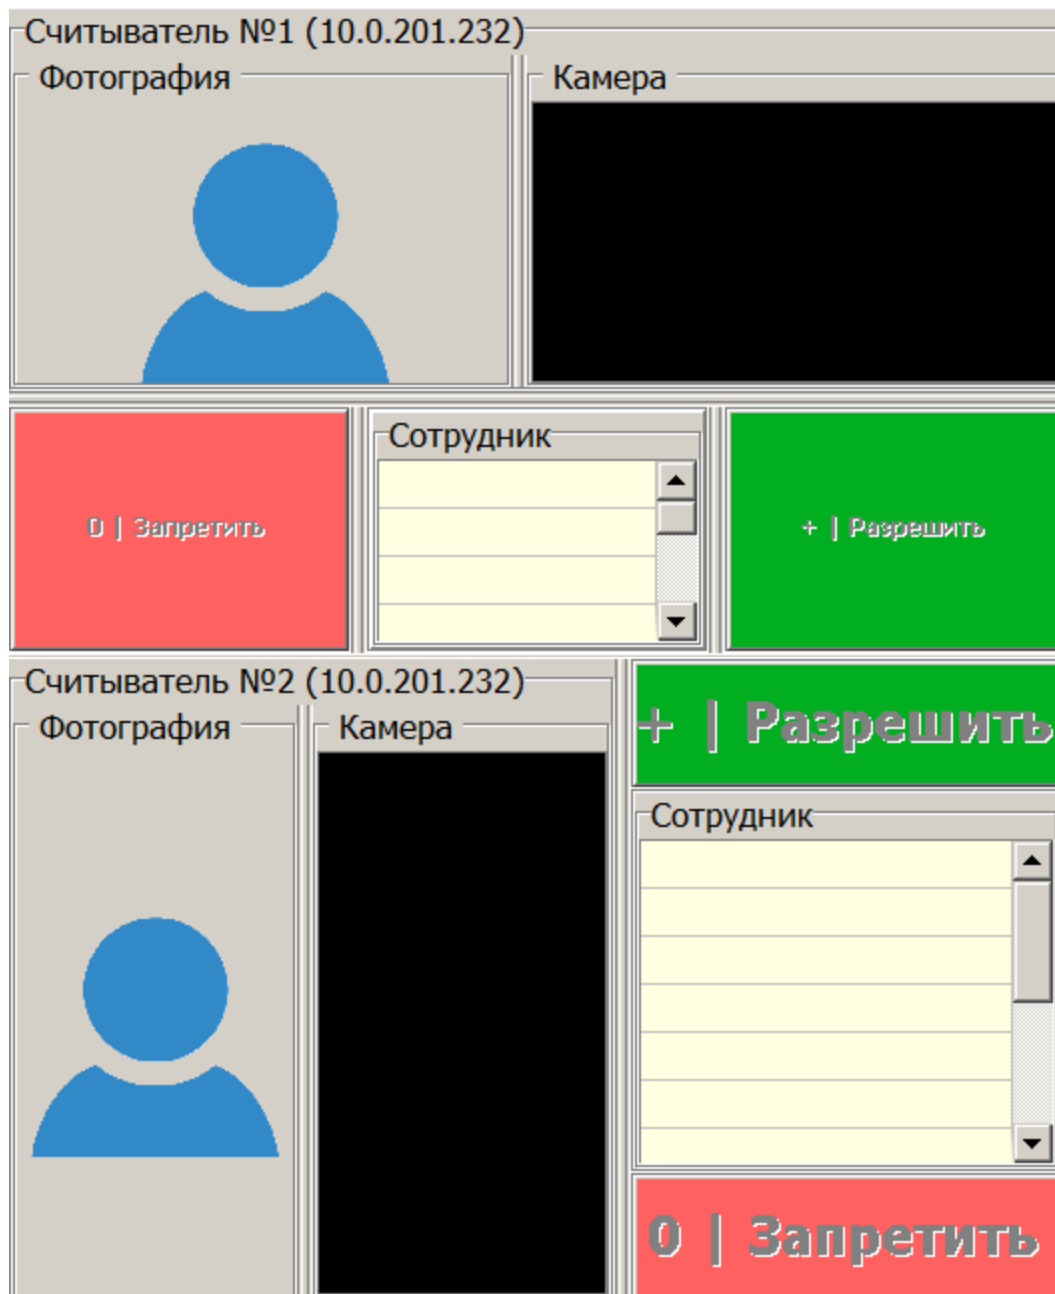 Считыватель №1 (10.0.201.232)
Фотография
Камера
0 | Запретить
Сотрудник
+ | Разрешить
Считыватель №2 (10.0.201.232)
Фотография
Камера
+ | Разрешить
Сотрудник
0 | Запретить